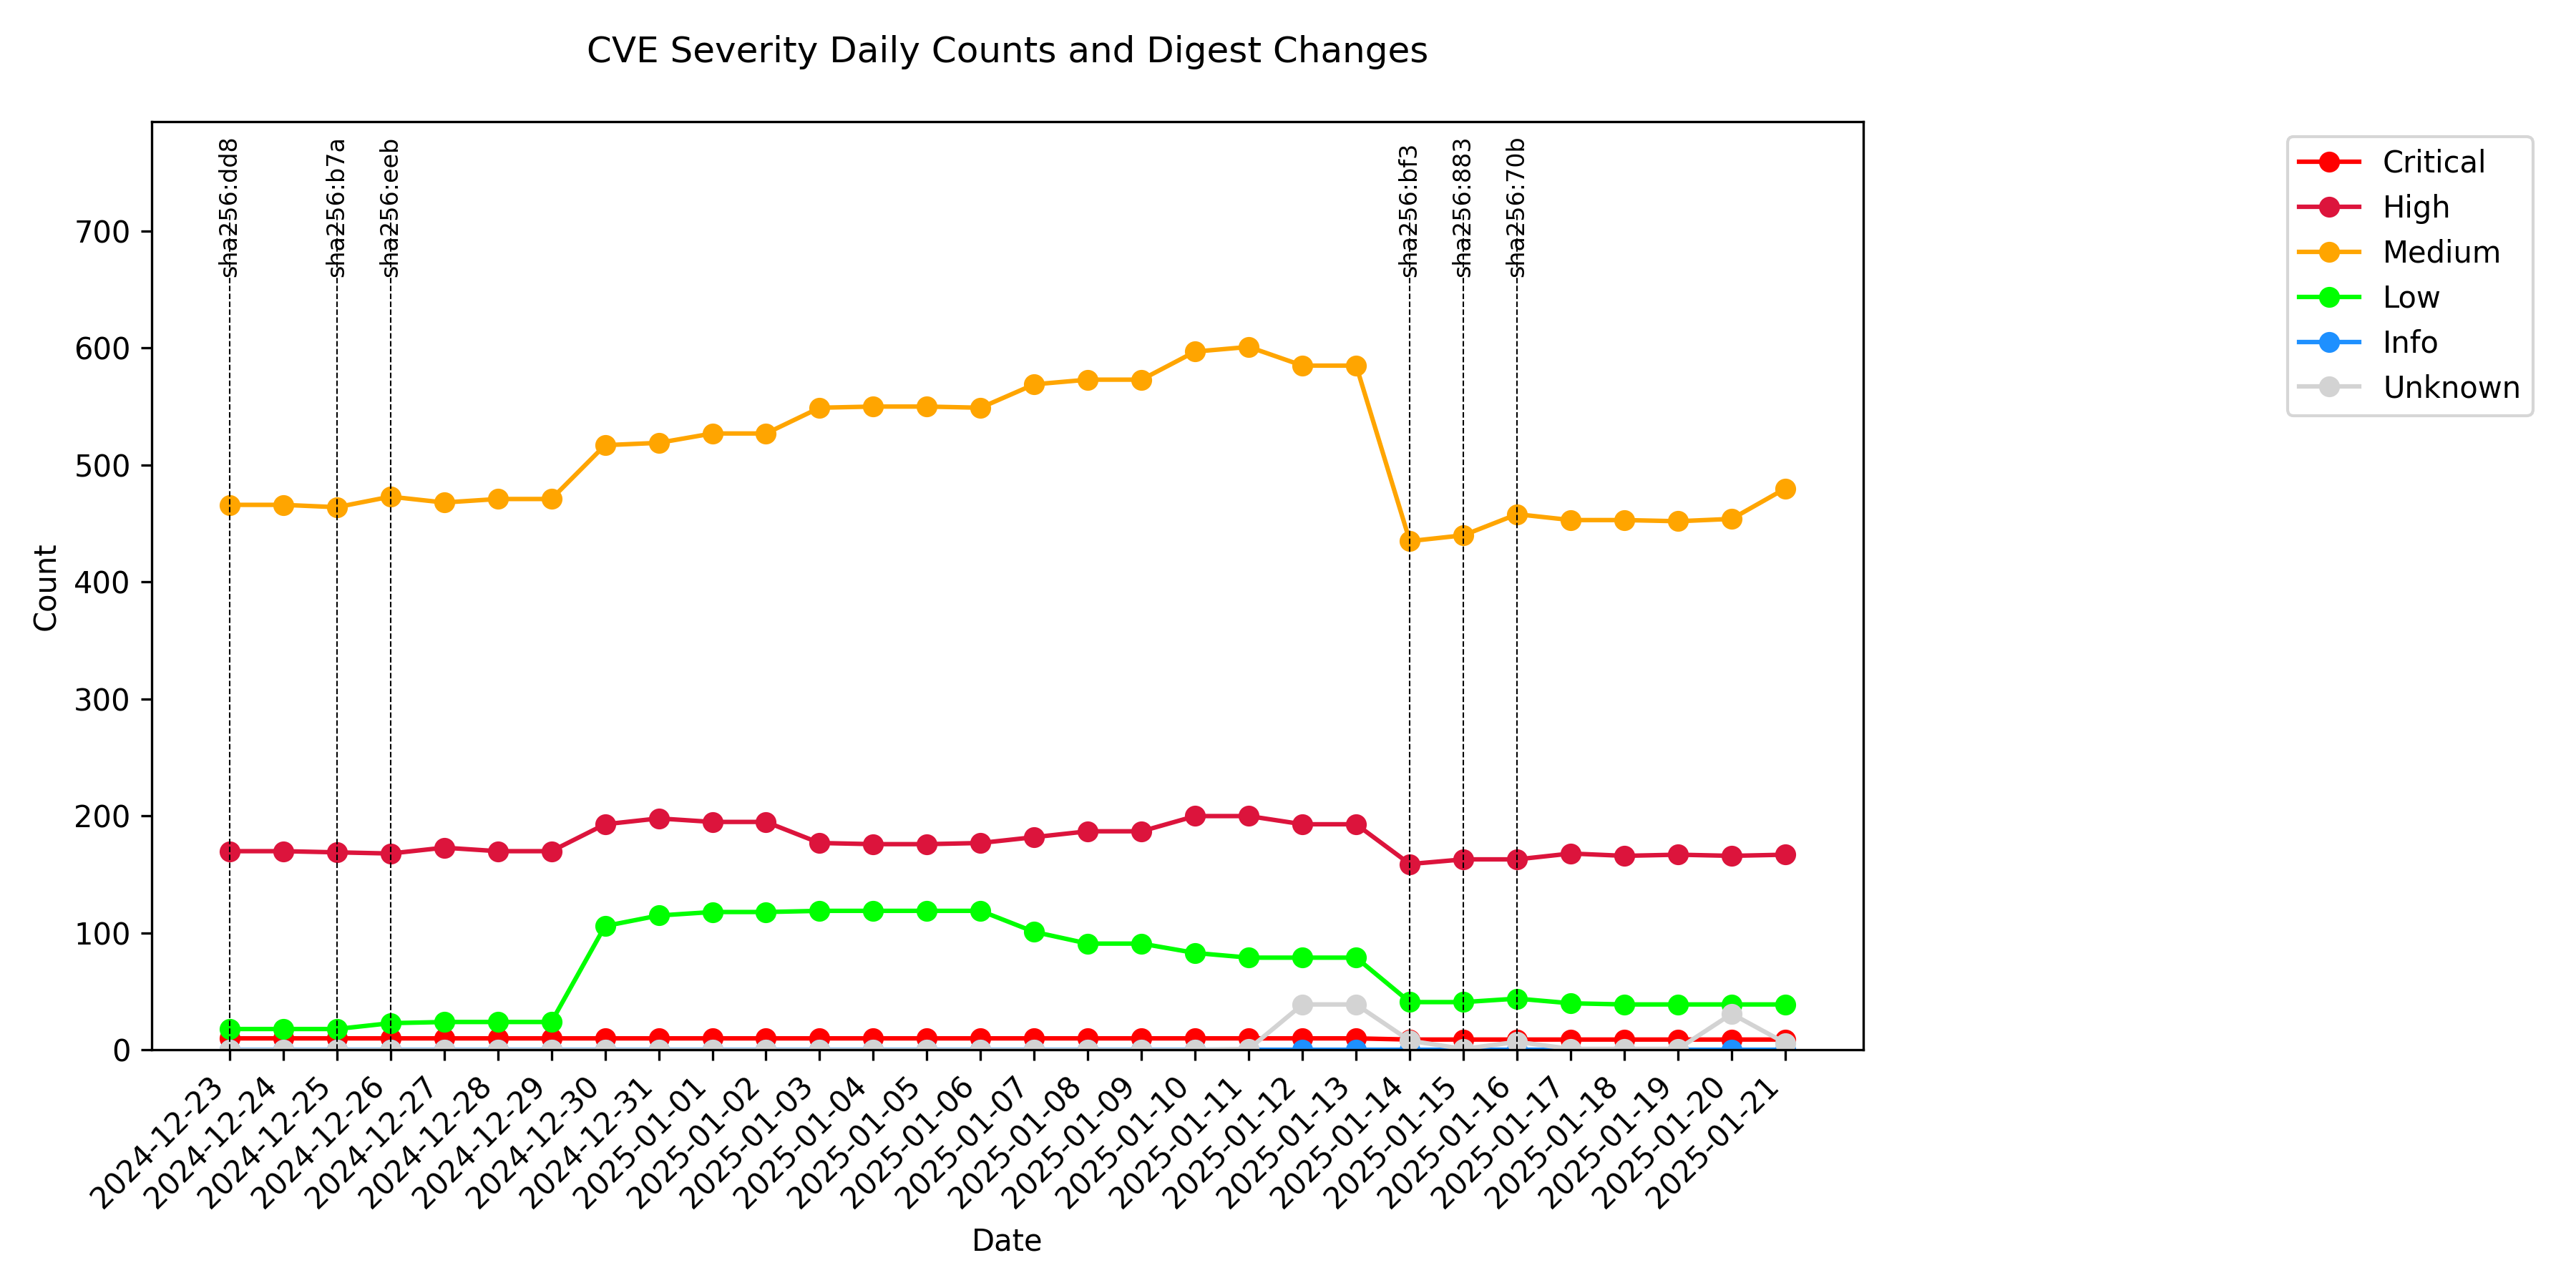 CVE Severity Daily Counts and Digest Changes
sha256:dd8
sha256:b7a
sha256:eeb
sha256:bf3
sha256:883
sha256:70b
Critical
High
Medium
Low
Info
Unknown
700
600
500
400
300
200
100
0
Count
2024-12-23
2024-12-24
2024-12-25
2024-12-26
2024-12-27
2024-12-28
2024-12-29
2024-12-30
2024-12-31
2025-01-01
2025-01-02
2025-01-03
2025-01-04
2025-01-05
2025-01-06
2025-01-07
2025-01-08
2025-01-09
2025-01-10
2025-01-11
2025-01-12
2025-01-13
2025-01-14
2025-01-15
2025-01-16
2025-01-17
2025-01-18
2025-01-19
2025-01-20
2025-01-21
Date